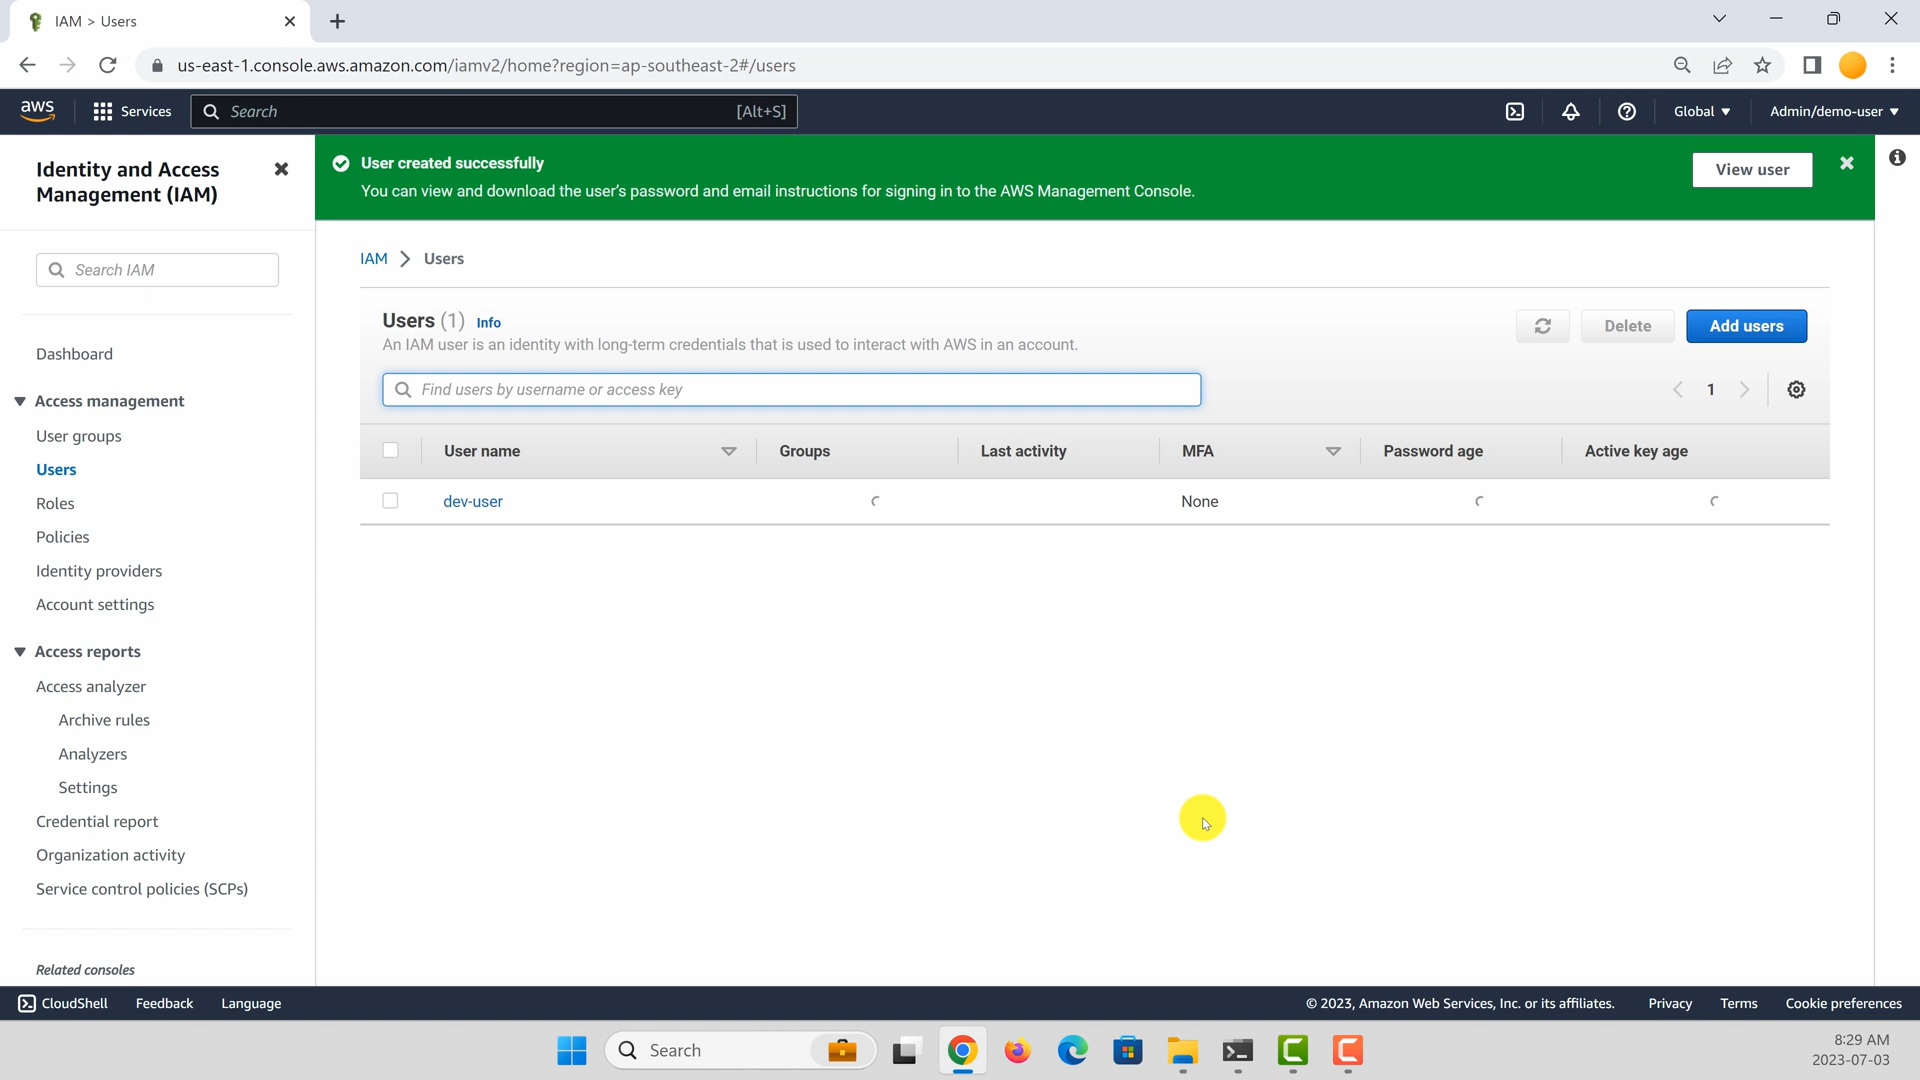 IAM > Users
us-east-1.console.aws.amazon.com/iamv2/home?region=ap-southeast-2#/users
aws
Services
Search
[Alt+S]
Global
Admin/demo-user
Identity and Access
Management (IAM)
Search IAM
Dashboard
Access management
User groups
Users
Roles
Policies
Identity providers
Account settings
Access reports
Access analyzer
Archive rules
Analyzers
Settings
Credential report
Organization activity
Service control policies (SCPs)
Related consoles
User created successfully
You can view and download the user's password and email instructions for signing in to the AWS Management Console.
View user
IAM > Users
Users (1) Info
An IAM user is an identity with long-term credentials that is used to interact with AWS in an account.
Delete
Add users
Find users by username or access key
1
User name
Groups
Last activity
MFA
Password age
Active key age
dev-user
None
CloudShell
Feedback
Language
© 2023, Amazon Web Services, Inc. or its affiliates.
Privacy
Terms
Cookie preferences
Search
8:29 AM
2023-07-03